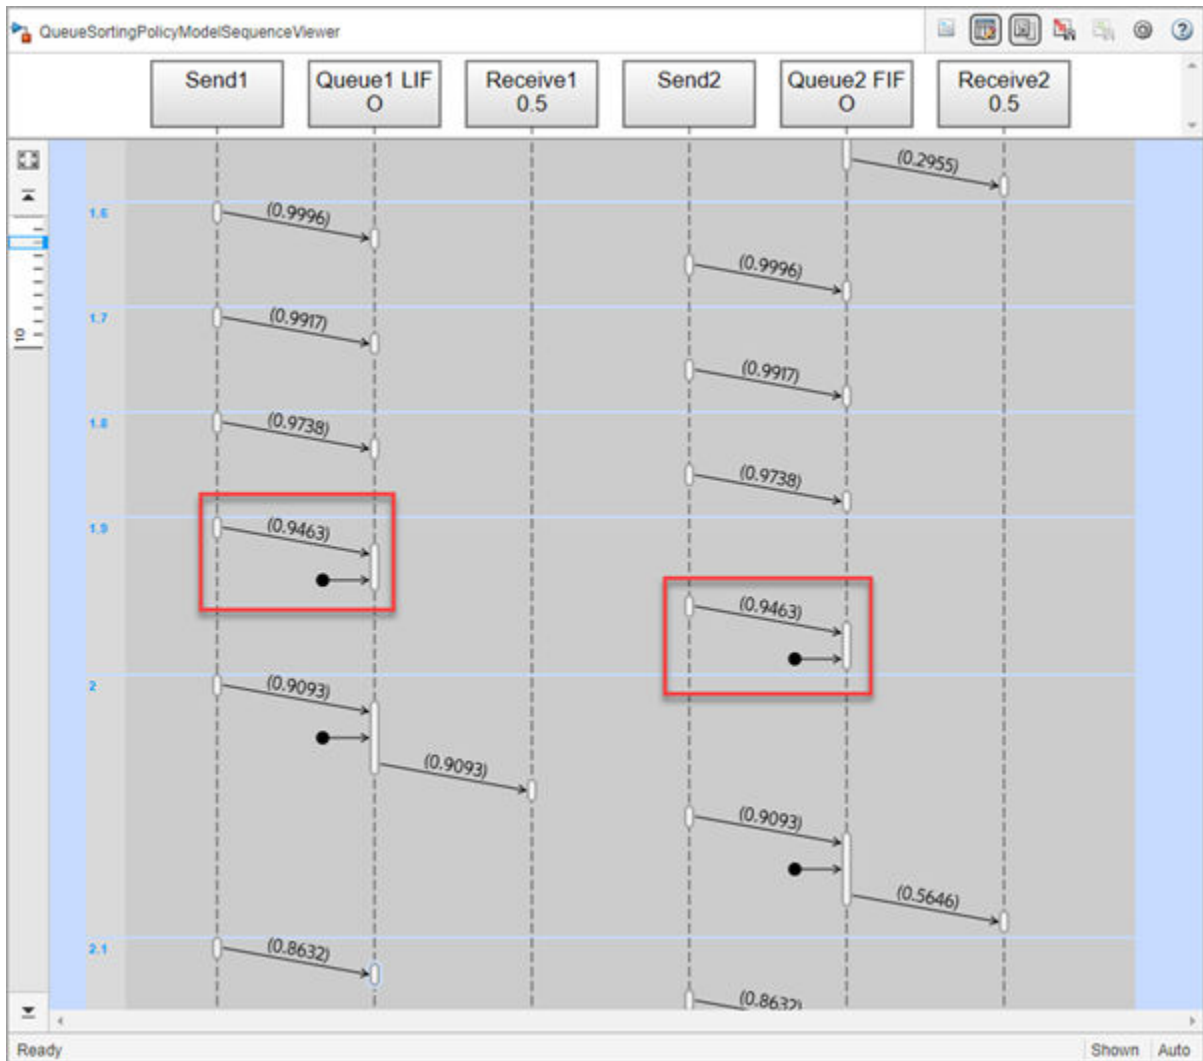 QueueSortingPolicyModelSequenceViewer
Send1
Queue1 LIF
O
Receive1
0.5
Send2
Queue2 FIF
O
Receive2
0.5
(0.2955)
1.6
(0.9996)
(0.9996)
1.7
(0.9917)
(0.9917)
1.8
(0.9738)
(0.9738)
1.9
(0.9463)
(0.9463)
2
(0.9093)
(0.9093)
(0.9093)
(0.5646)
2.1
(0.8632)
(0.8632)
10
Ready
Shown
Auto